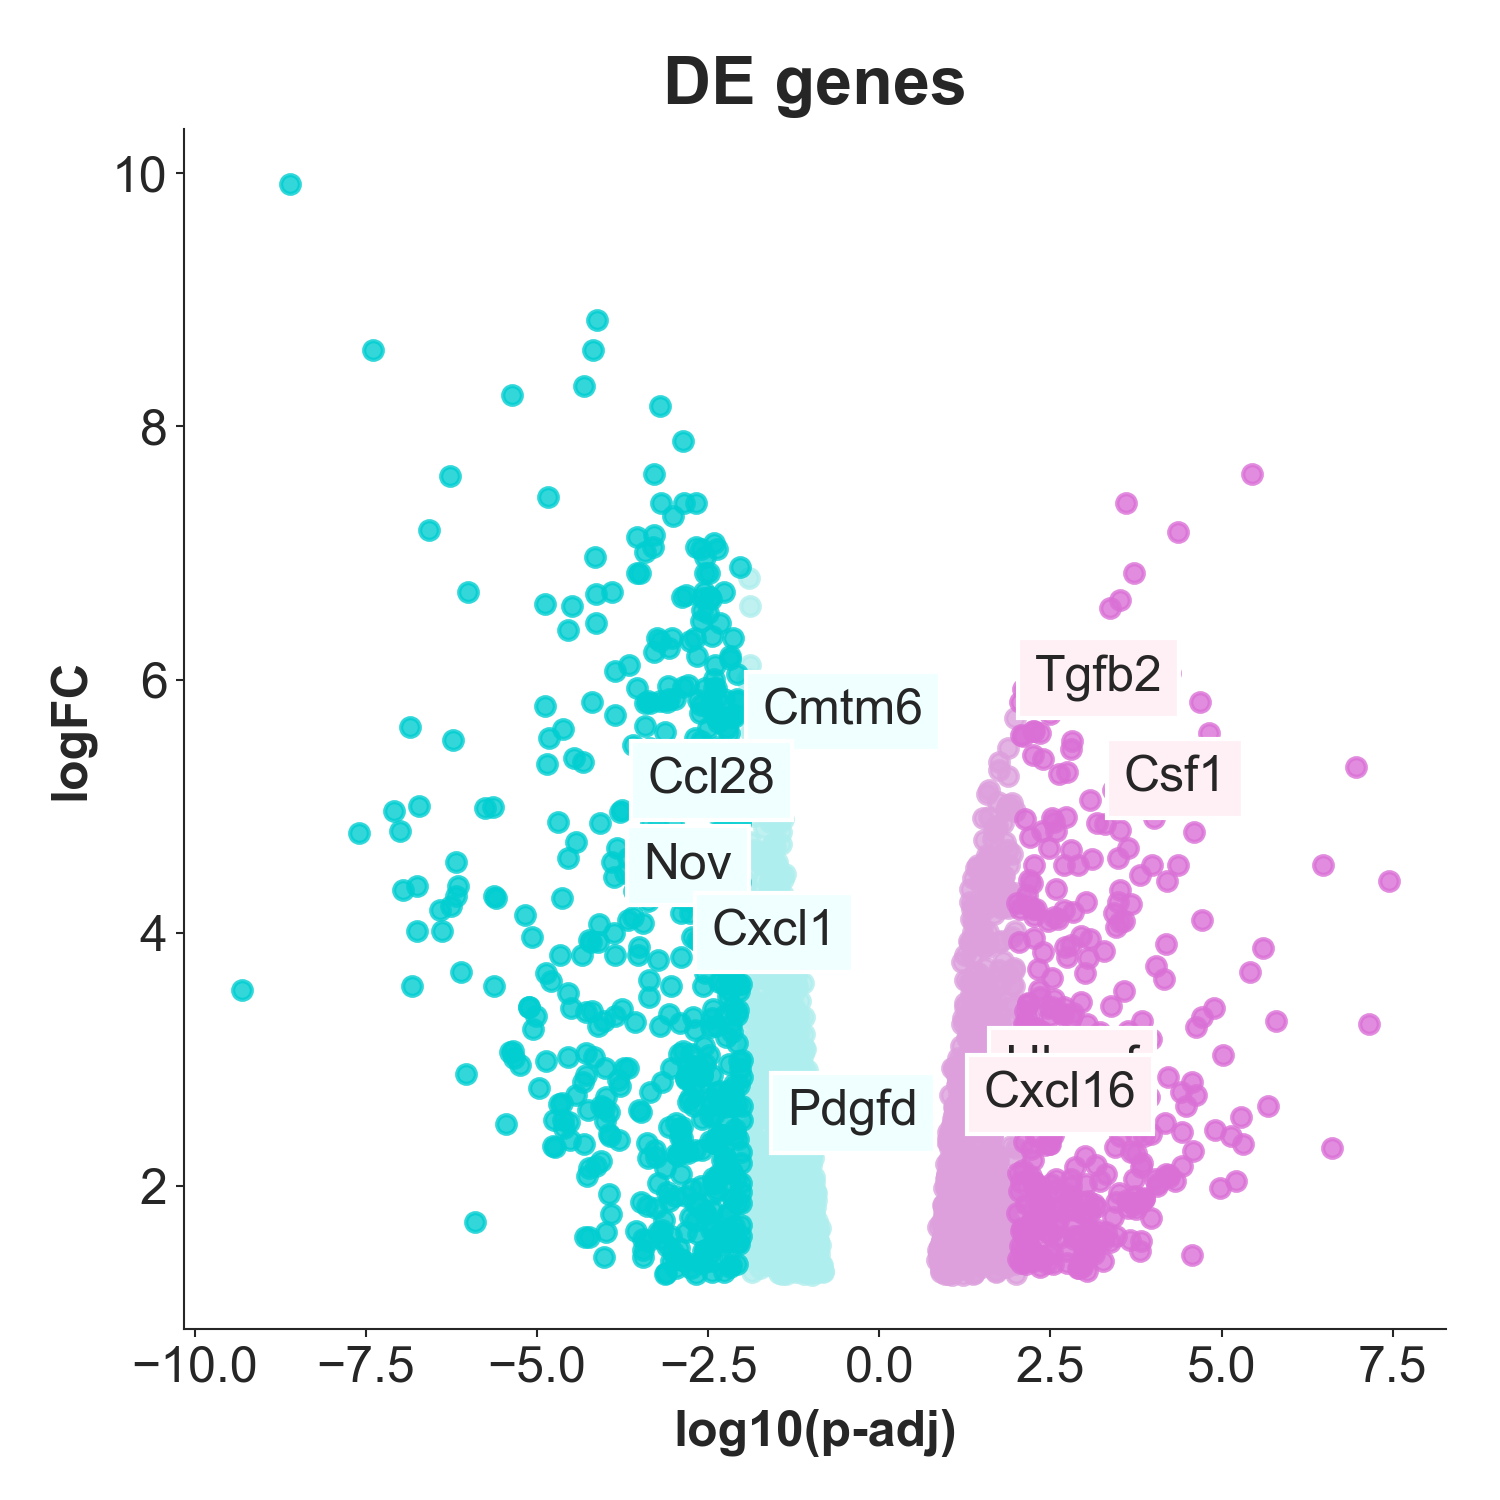 DE genes
10
8
6
4
2
logFC
Tgfb2
Cmtm6
Csf1
Ccl28
Nov
Cxcl1
Cxcl16
Pdgfd
−10.0 −7.5 −5.0 −2.5 0.0 2.5 5.0 7.5
log10(p-adj)